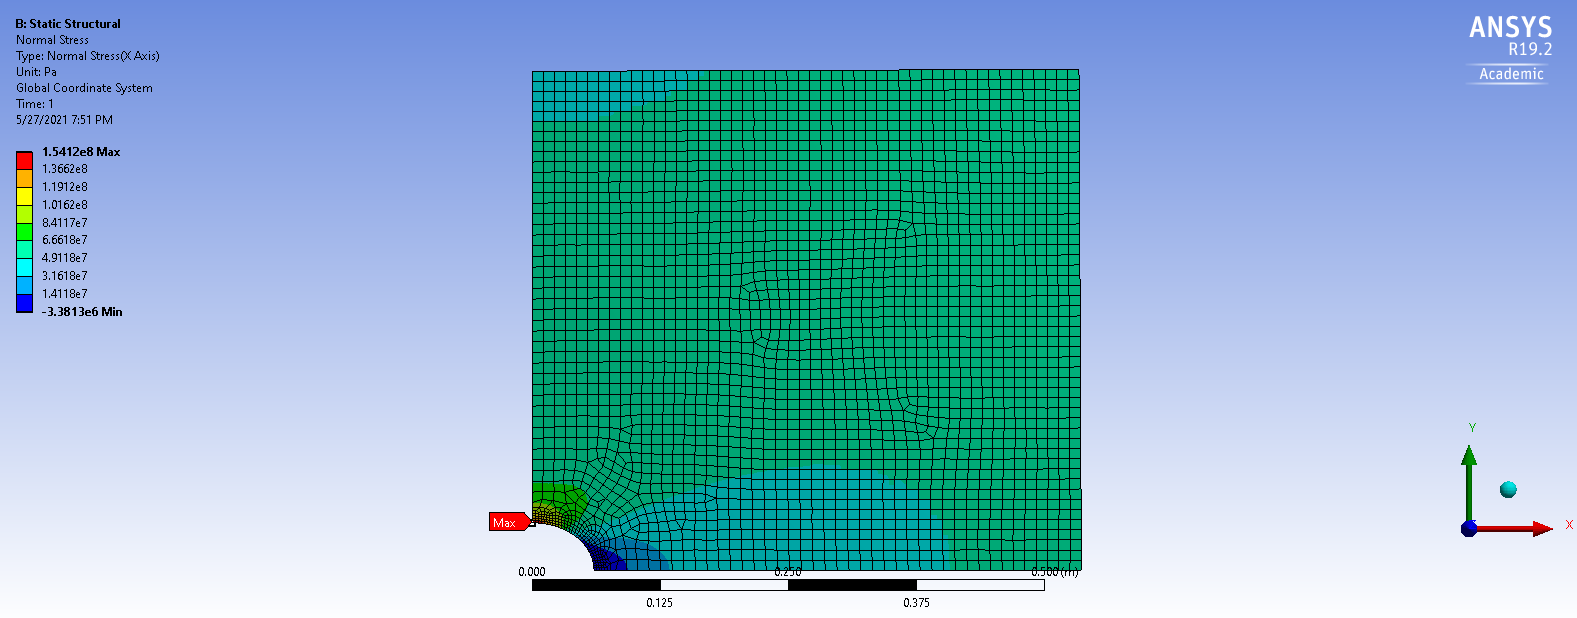 B: Static Structural
Normal Stress
Type: Normal Stress(X Axis)
Unit: Pa
Global Coordinate System
Time: 1
5/27/2021 7:51 PM
1.5412e8 Max
1.3662e8
1.1912e8
1.0162e8
8.4117e7
6.6618e7
4.9118e7
3.1618e7
1.4118e7
-3.3813e6 Min
ANSYS
R19.2
Academic
Max
0.000
0.250
0.500 (m)
0.125
0.375
Y
X